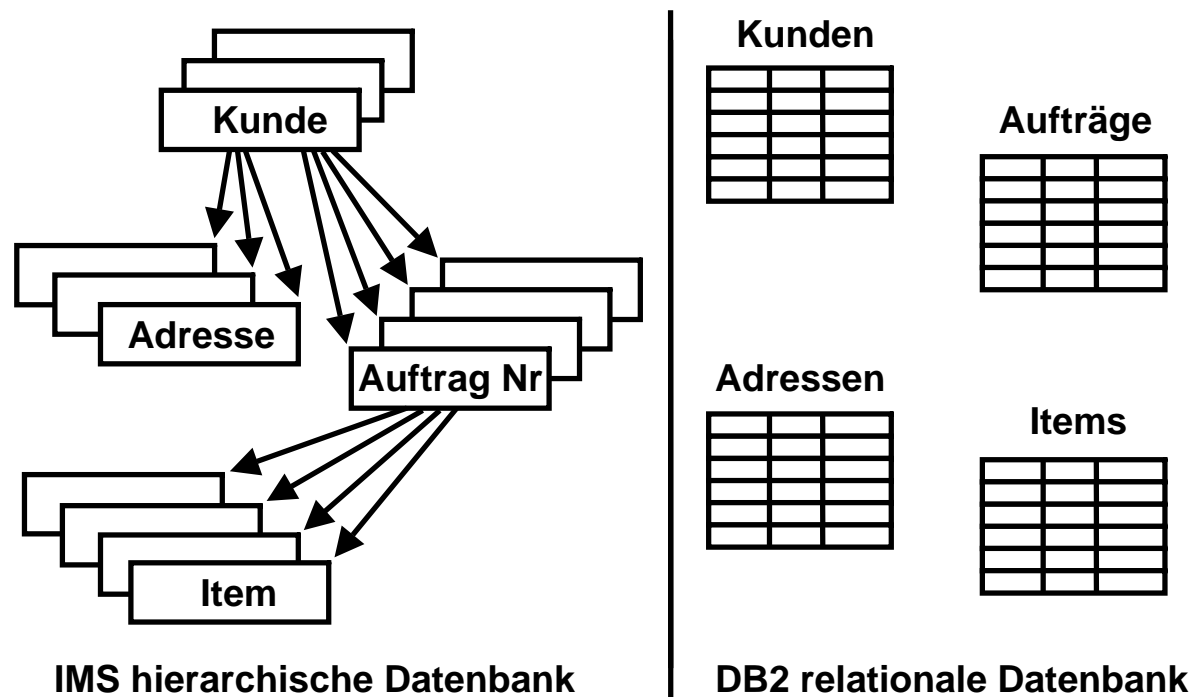 Kunde
Adresse
Auftrag Nr
Item
IMS hierarchische Datenbank
Kunden
Aufträge
Adressen
Items
DB2 relationale Datenbank